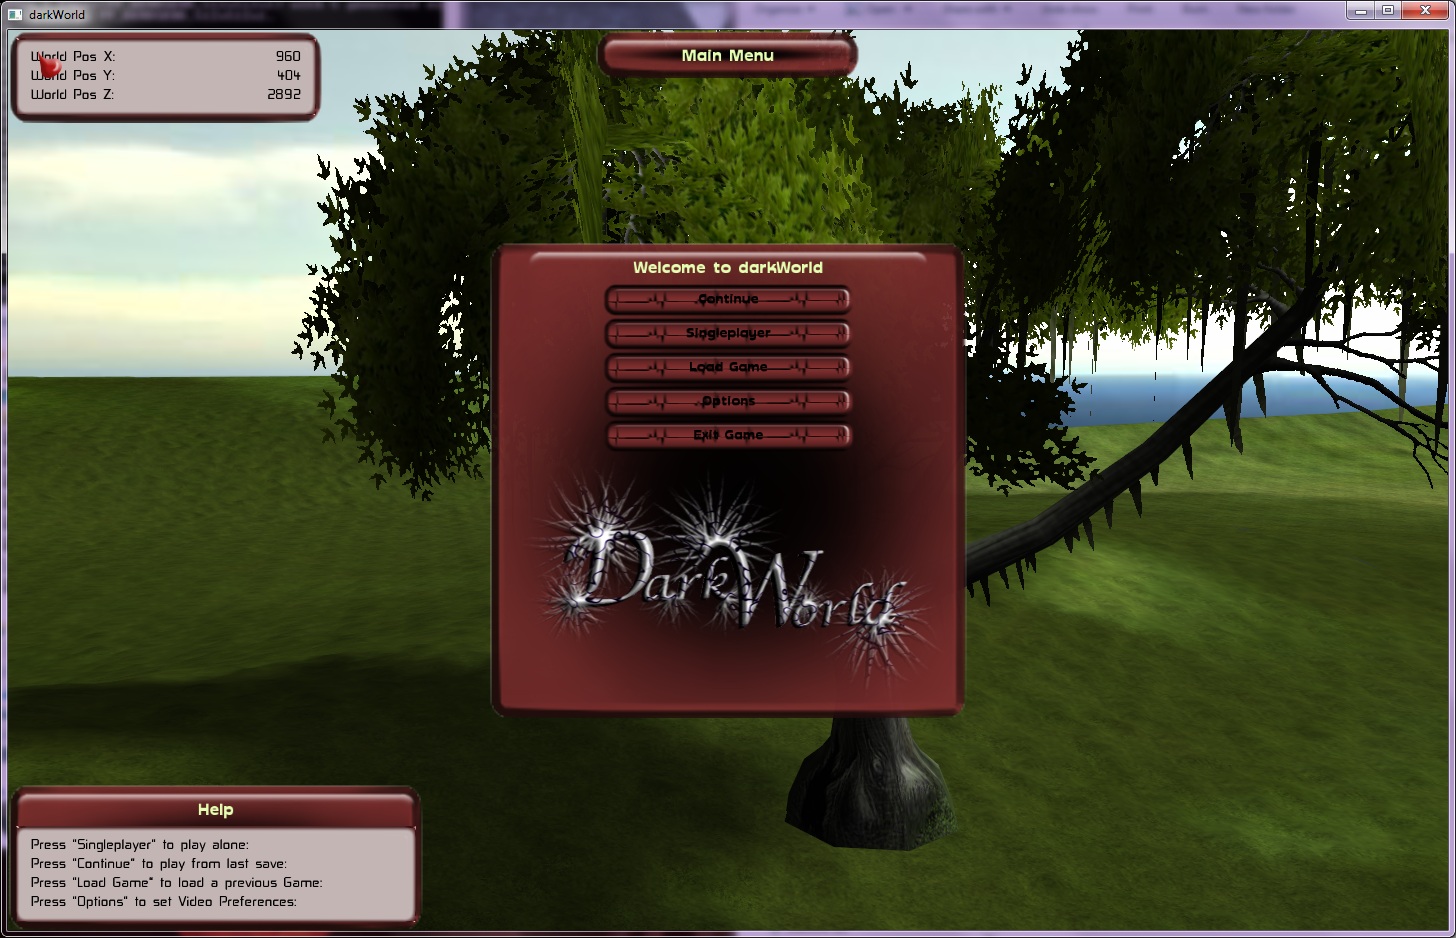 darkWorld
World Pos X: 960
World Pos Y: 404
World Pos Z: 2892
Main Menu
Welcome to darkWorld
Continue
Singleplayer
Load Game
Options
Exit Game
DarkWorld
Help
Press "Singleplayer" to play alone:
Press "Continue" to play from last save:
Press "Load Game" to load a previous Game:
Press "Options" to set Video Preferences: